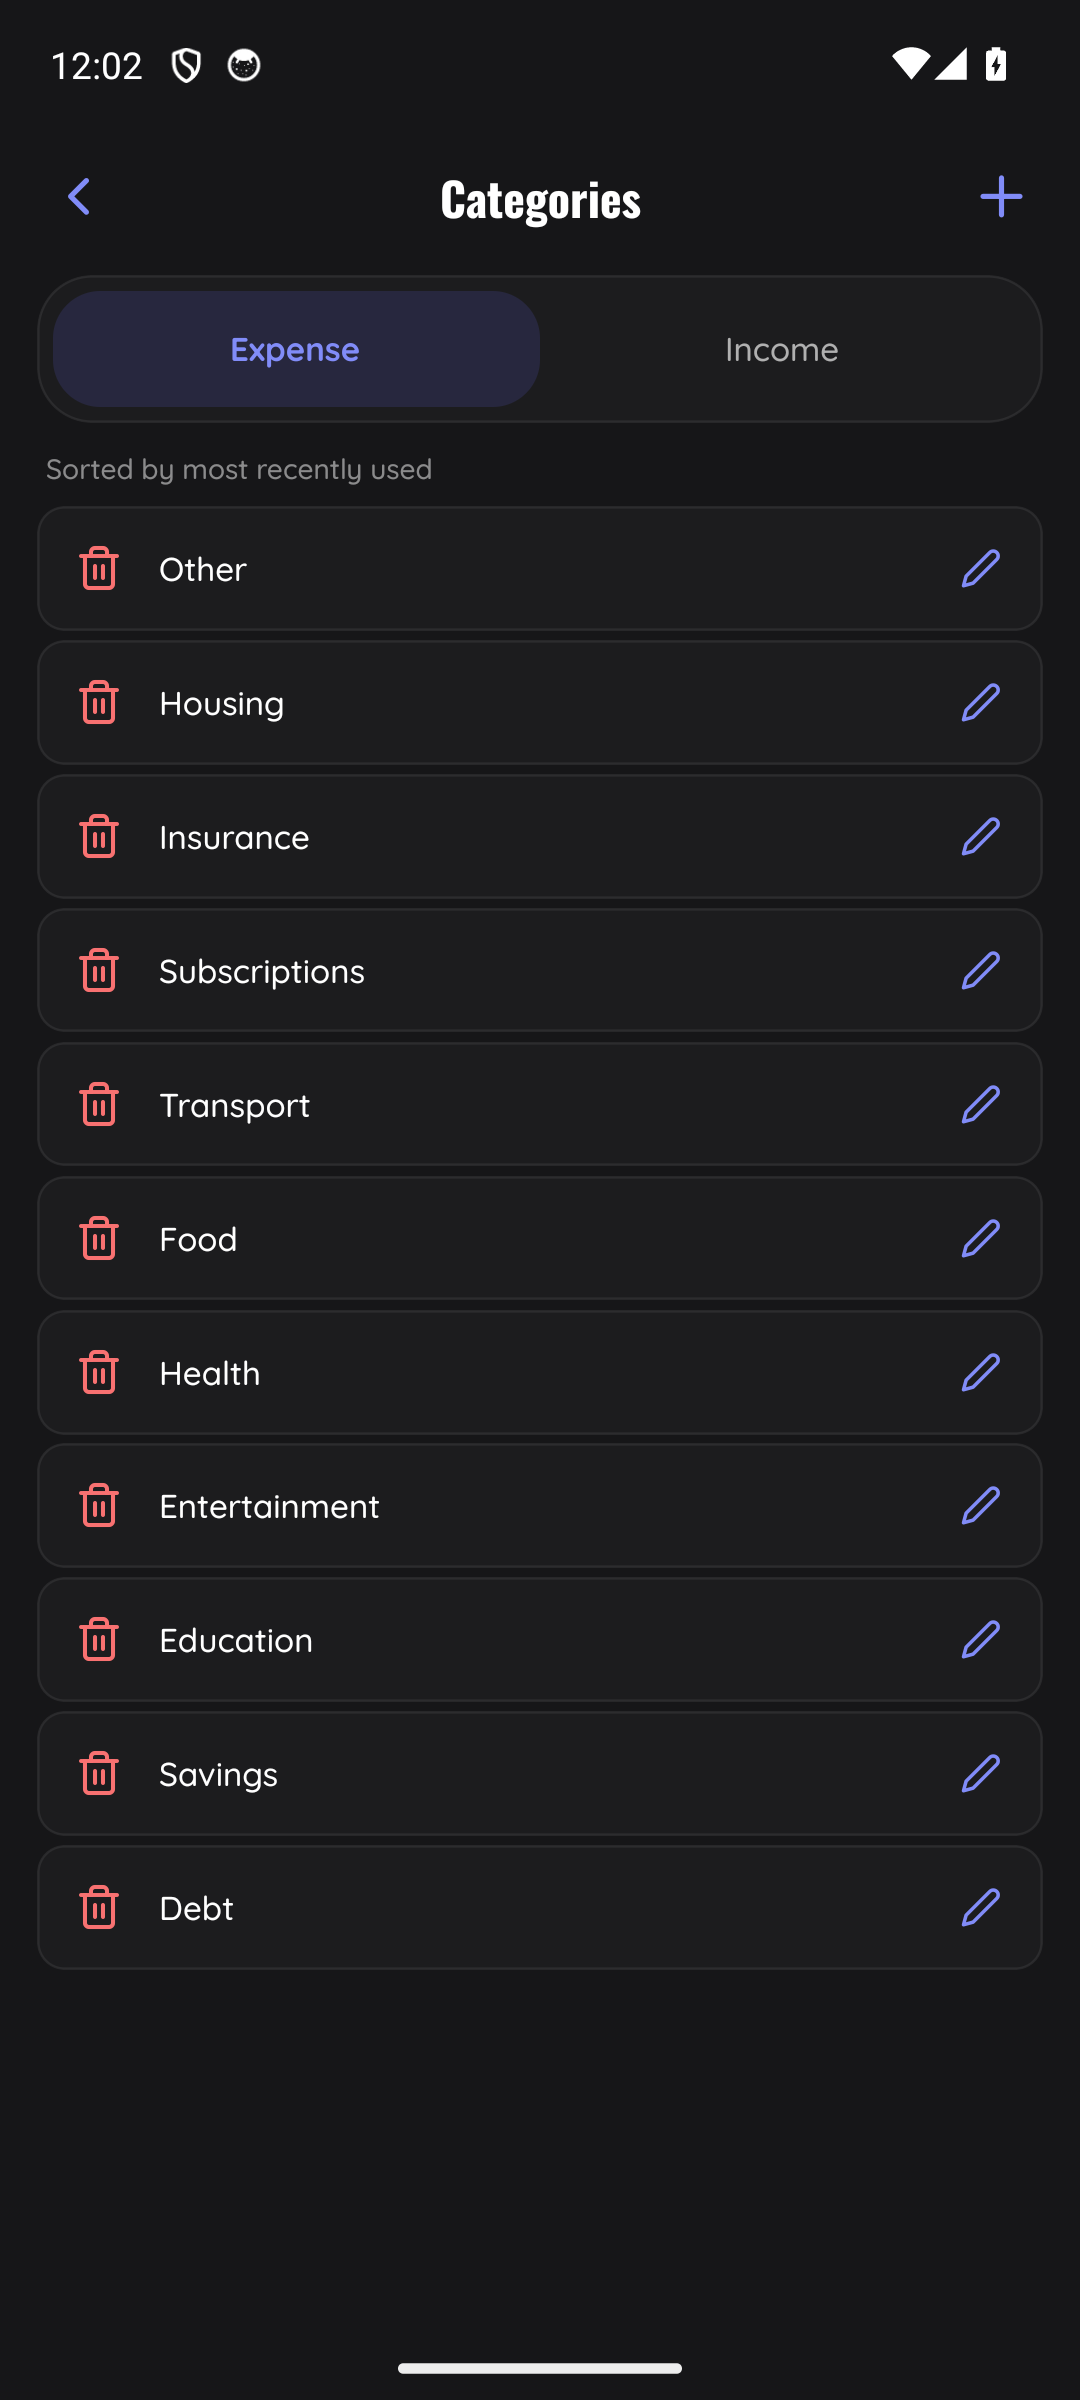 12:02
Categories
Expense
Income
Sorted by most recently used
Other
Housing
Insurance
Subscriptions
Transport
Food
Health
Entertainment
Education
Savings
Debt